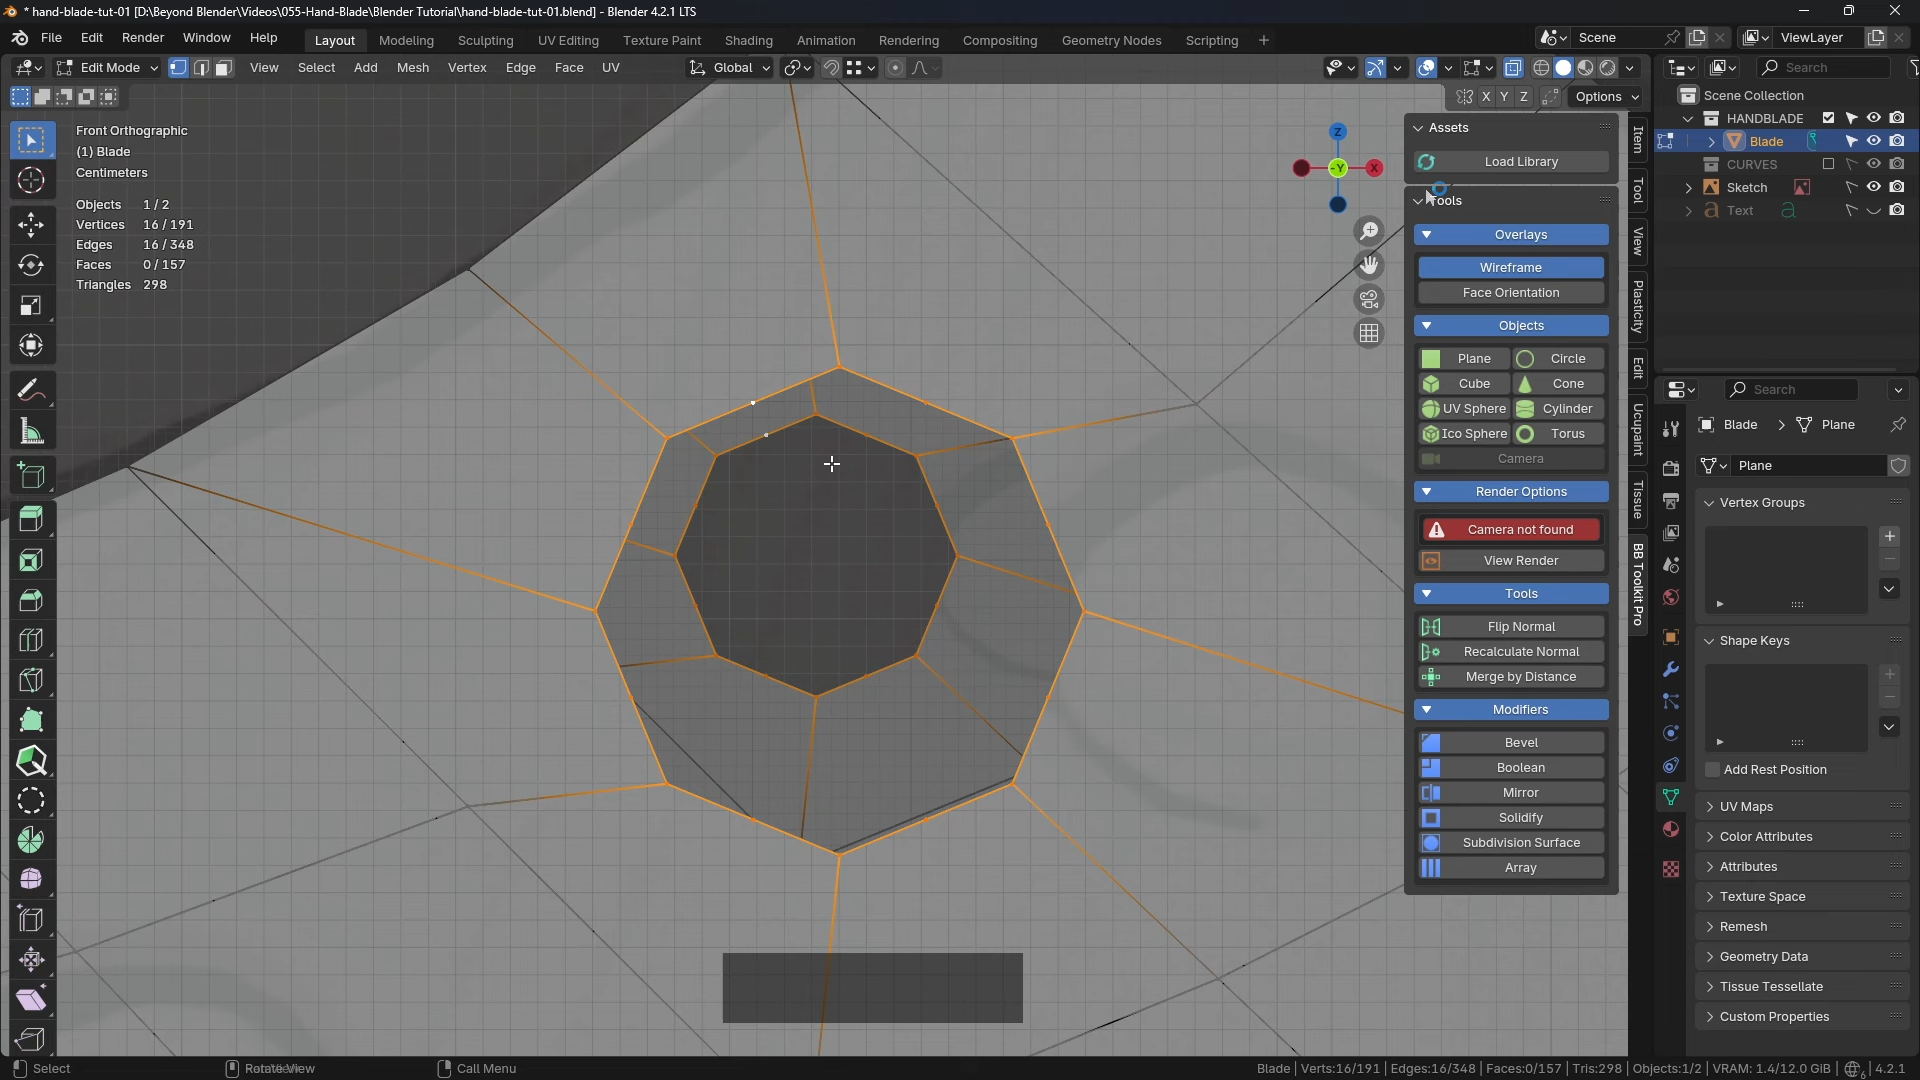 * hand-blade-tut-01 [D:\Beyond Blender\Videos\055-Hand-Blade\Blender Tutorial\hand-blade-tut-01.blend] - Blender 4.2.1 LTS
File Edit Render Window Help Layout Modeling Sculpting UV Editing Texture Paint Shading Animation Rendering Compositing Geometry Nodes Scripting + Scene ViewLayer
Edit Mode View Select Add Mesh Vertex Edge Face UV Global Search
X Y Z Options
Scene Collection
HANDBLADE
Blade
CURVES
Sketch
Text
Front Orthographic
(1) Blade
Centimeters
Objects 1/2
Vertices 16/191
Edges 16/348
Faces 0/157
Triangles 298
Z
-Y X
Assets
Load Library
Tools
Overlays
Wireframe
Face Orientation
Objects
Plane Circle
Cube Cone
UV Sphere Cylinder
Ico Sphere Torus
Camera
Render Options
Camera not found
View Render
Tools
Flip Normal
Recalculate Normal
Merge by Distance
Modifiers
Bevel
Boolean
Mirror
Solidify
Subdivision Surface
Array
Item
Tool
View
Plasticity
Edit
Ucupaint
Tissue
BB Toolkit Pro
Search
Blade > Plane
Plane
Vertex Groups
Shape Keys
Add Rest Position
UV Maps
Color Attributes
Attributes
Texture Space
Remesh
Geometry Data
Tissue Tessellate
Custom Properties
Select
Call Menu
Blade | Verts:16/191 | Edges:16/348 | Faces:0/157 | Tris:298 | Objects:1/2 | VRAM: 1.4/12.0 GiB | 6 | 4.2.1